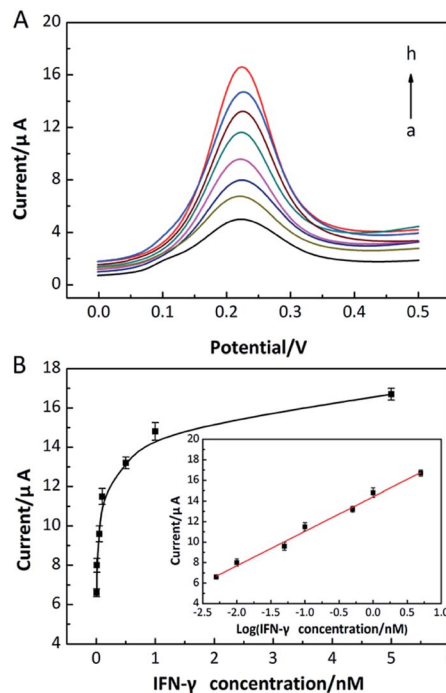 A
h
a
Current/μ A
20
16
12
8
4
0
0.0 0.1 0.2 0.3 0.4 0.5
Potential/V
B
Current/μ A
18
16
14
12
10
8
6
4
0 1 2 3 4 5 6
IFN-γ concentration/nM
Current/μ A
20
18
16
14
12
10
8
6
4
-2.5 -2.0 -1.5 -1.0 -0.5 0.0 0.5 1.0
Log(IFN-γ concentration/nM)